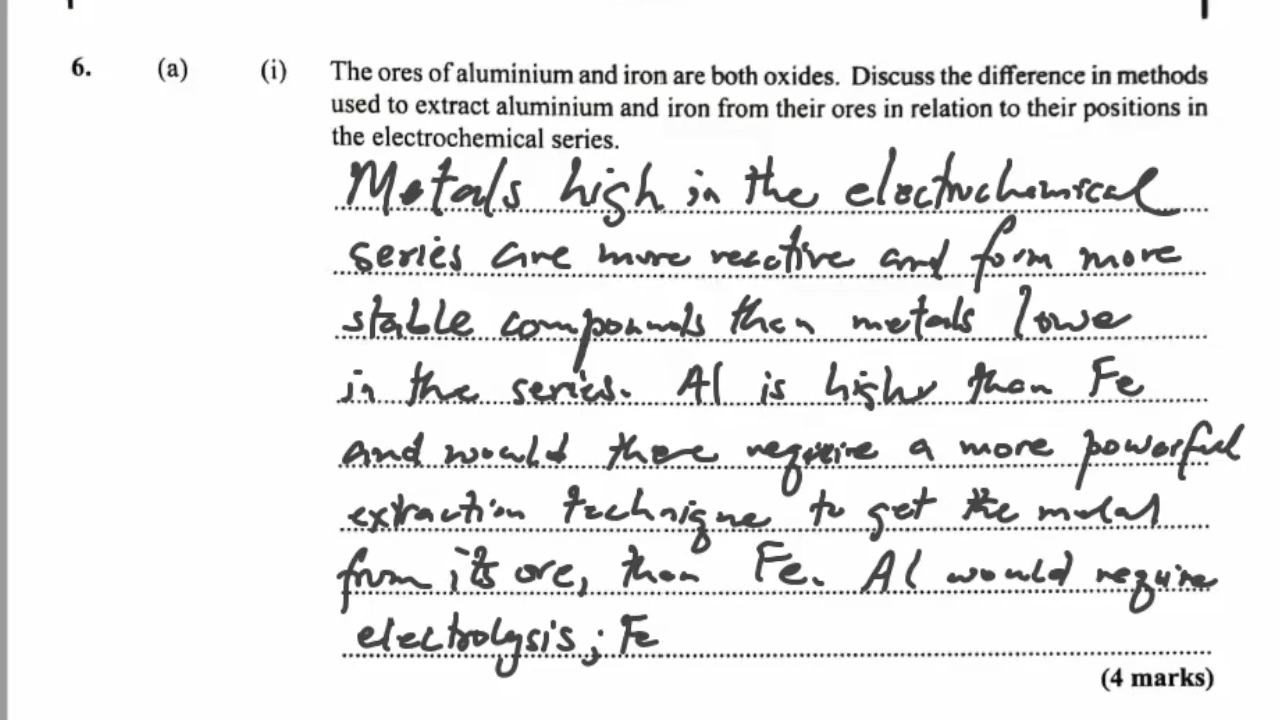 6. (a) (i) The ores of aluminium and iron are both oxides. Discuss the difference in methods
used to extract aluminium and iron from their ores in relation to their positions in
the electrochemical series.
Metals high in the electrochemical
series are more reactive and form more
stable compounds than metals lowe
in the series. Al is higher than Fe
and would there require a more powerful
extraction technique to get the metal
from its ore, than Fe. Al would require
electrolysis; Fe
(4 marks)